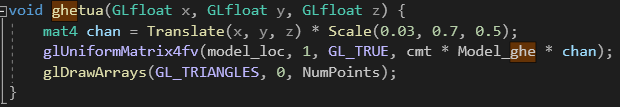 void ghetua(GLfloat x, GLfloat y, GLfloat z) {
mat4 chan = Translate(x, y, z) * Scale(0.03, 0.7, 0.5);
glUniformMatrix4fv(model_loc, 1, GL_TRUE, cmt * Model_ghe * chan);
glDrawArrays(GL_TRIANGLES, 0, NumPoints);
}